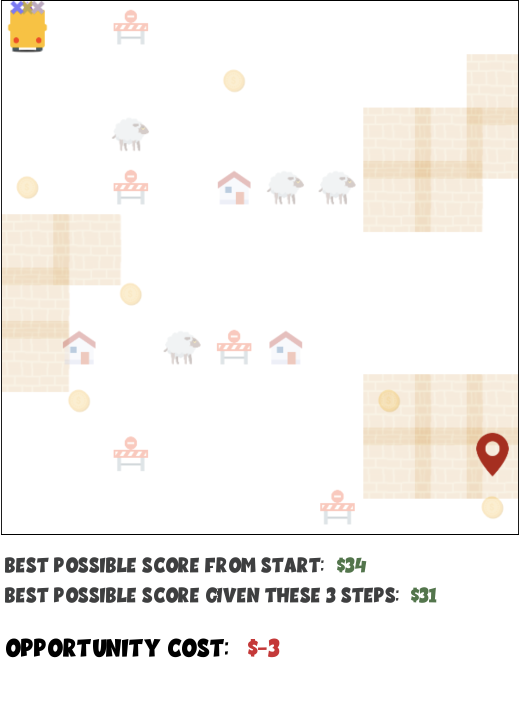 BEST POSSIBLE SCORE FROM START: $34
BEST POSSIBLE SCORE GIVEN THESE 3 STEPS: $31
OPPORTUNITY COST: $-3